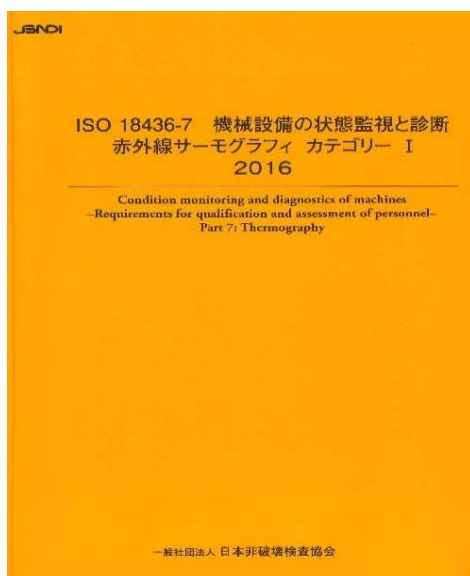 JSNDI
ISO 18436-7 機械設備の状態監視と診断
赤外線サーモグラフィ カテゴリー Ⅰ
2016
Condition monitoring and diagnostics of machines
–Requirements for qualification and assessment of personnel–
Part 7: Thermography
一般社団法人 日本非破壊検査協会